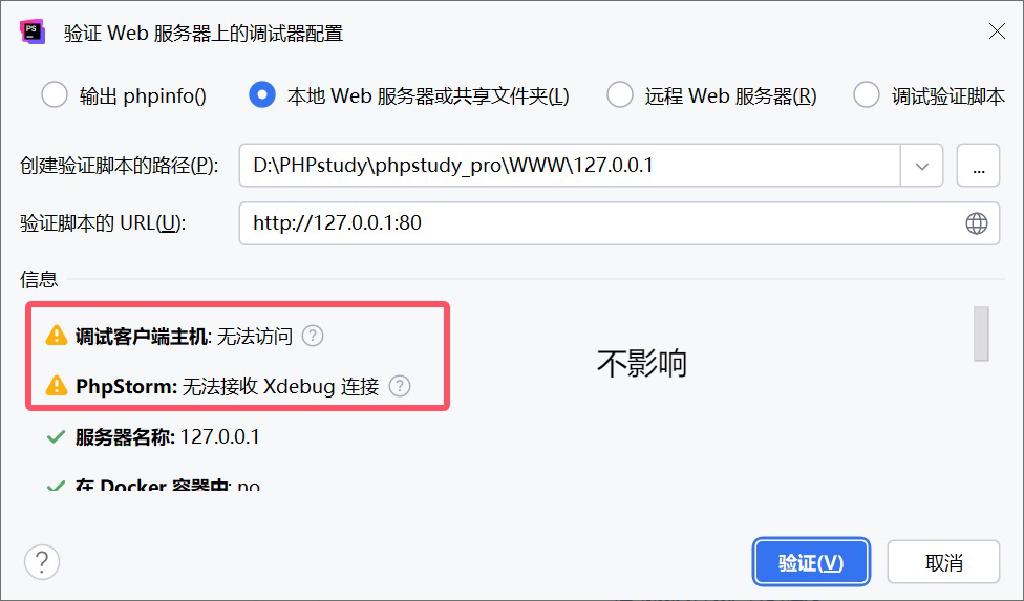 PS
验证 Web 服务器上的调试器配置
输出 phpinfo() 本地 Web 服务器或共享文件夹(L) 远程 Web 服务器(R) 调试验证脚本
创建验证脚本的路径(P): D:\PHPstudy\phpstudy_pro\WWW\127.0.0.1 ...
验证脚本的 URL(U): http://127.0.0.1:80
信息
调试客户端主机: 无法访问 ?
不影响
PhpStorm: 无法接收 Xdebug 连接 ?
服务器名称: 127.0.0.1
在 Docker 容器中: no
? 验证(V) 取消